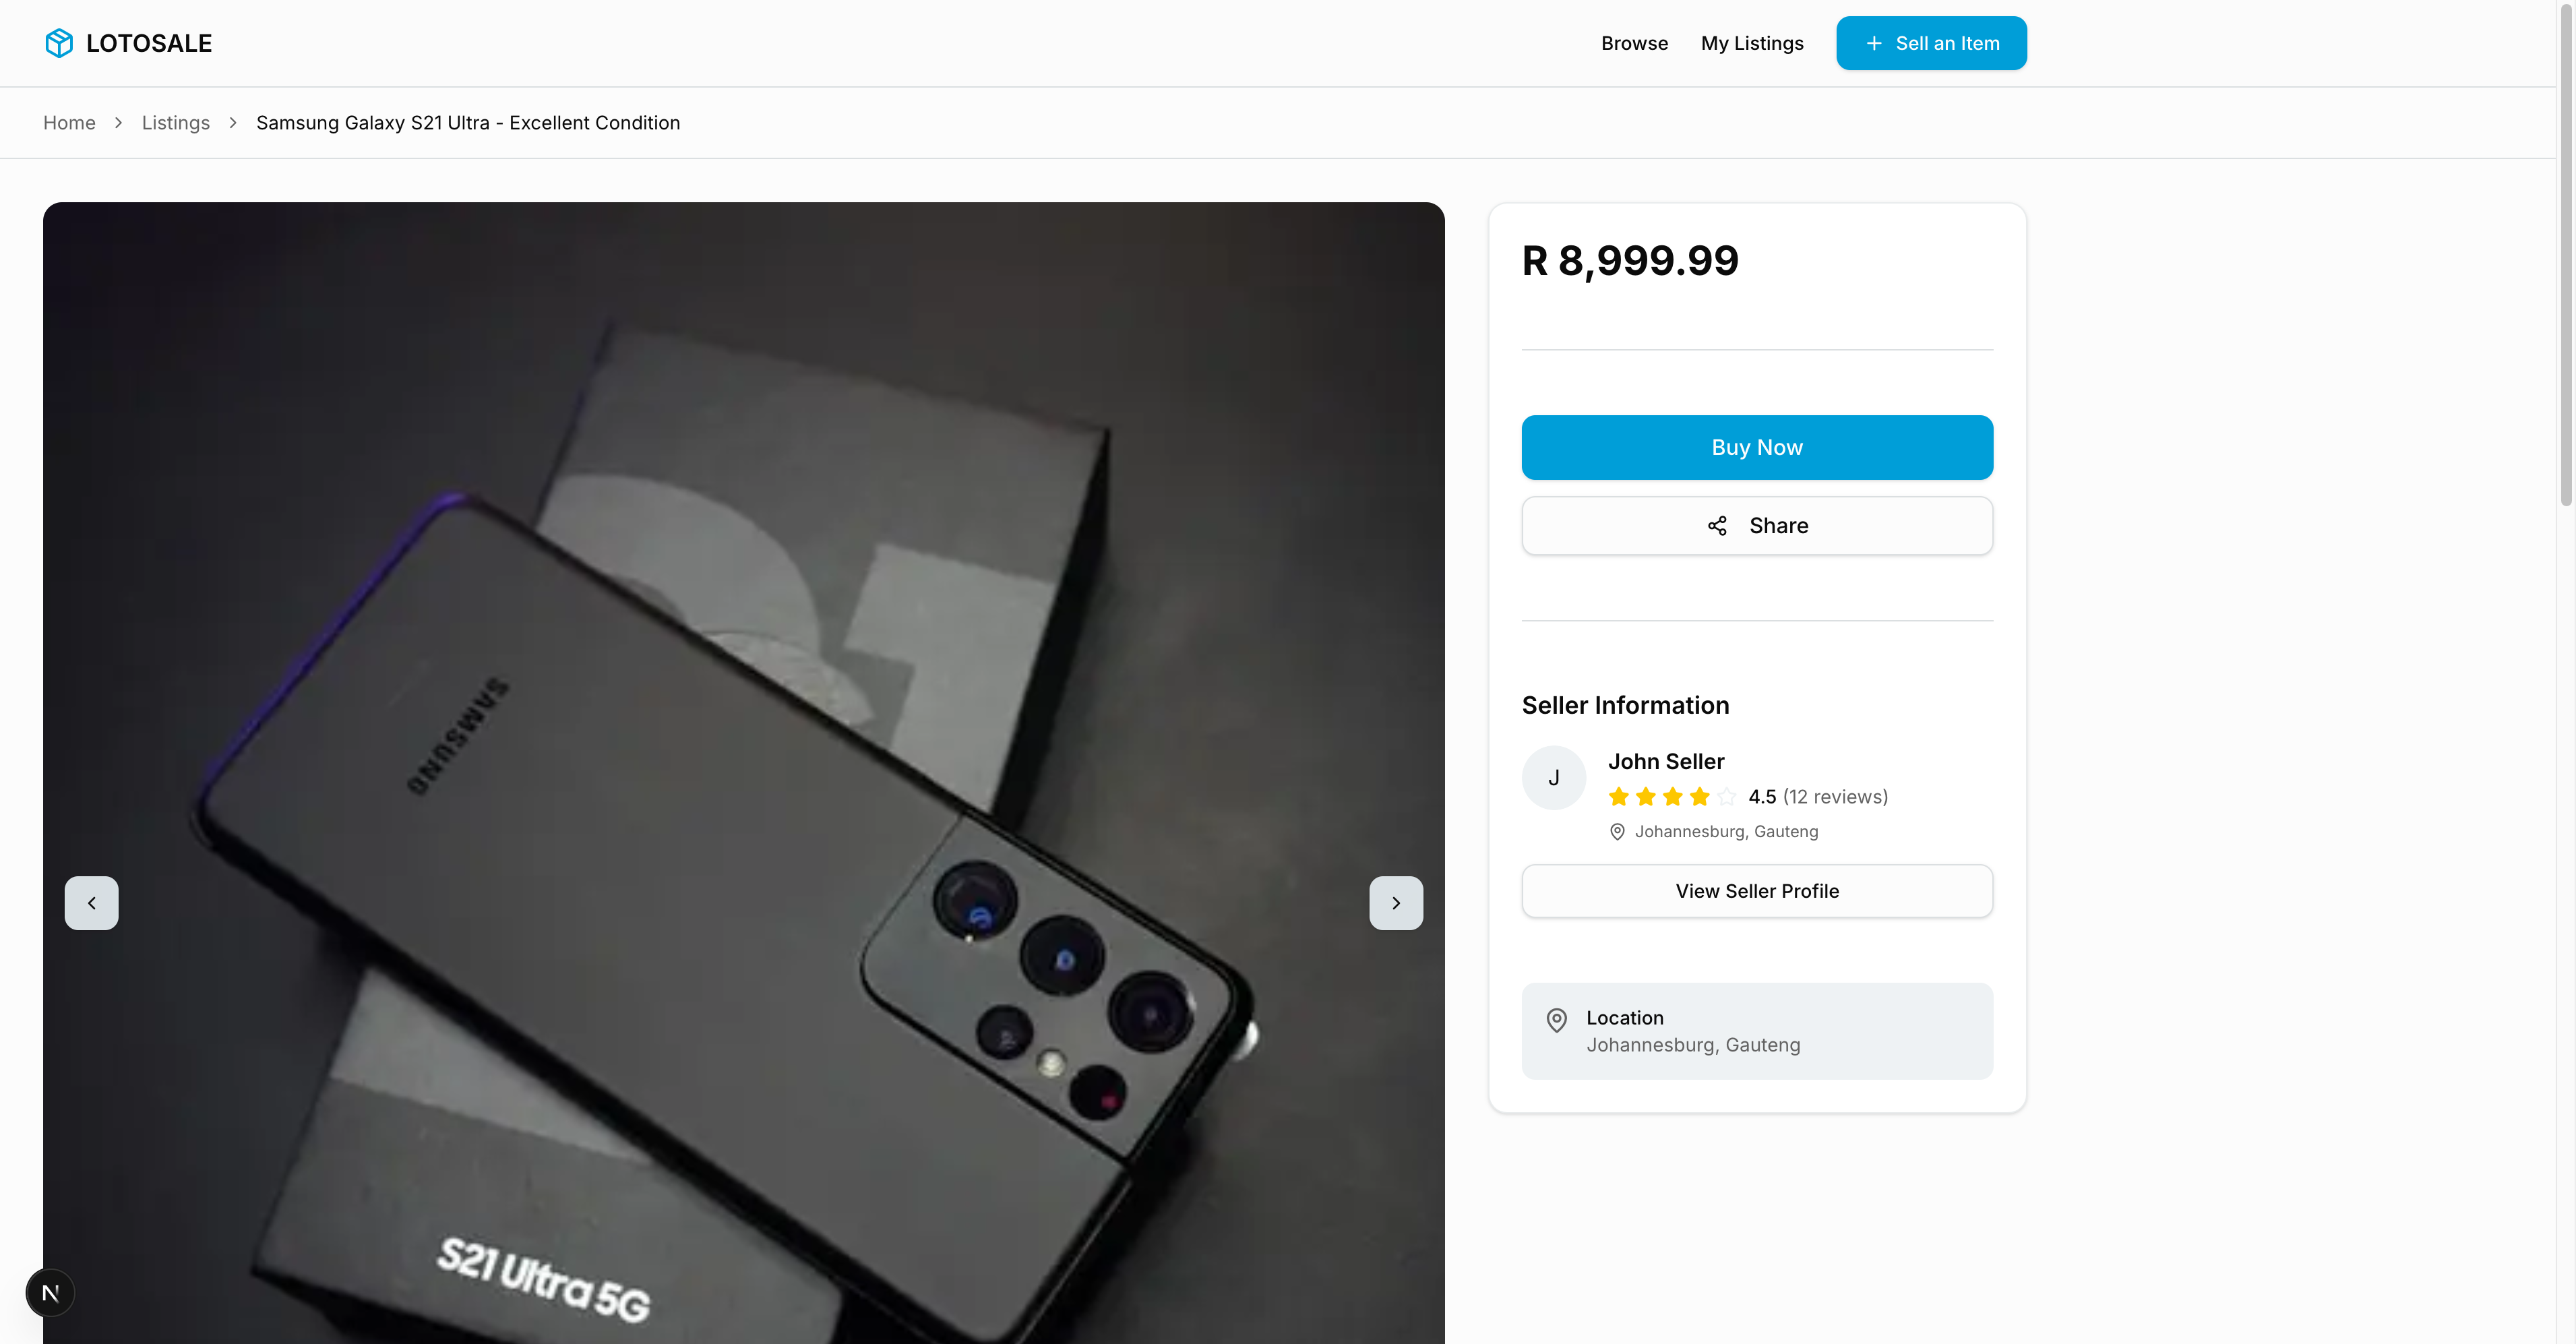 LOTOSALE
Browse
My Listings
Sell an Item
Home
Listings
Samsung Galaxy S21 Ultra - Excellent Condition
R 8,999.99
Buy Now
Share
SAMSUNG
Seller Information
John Seller
J
4.5 (12 reviews)
Johannesburg, Gauteng
View Seller Profile
Location
Johannesburg, Gauteng
S21 Ultra 5G
N